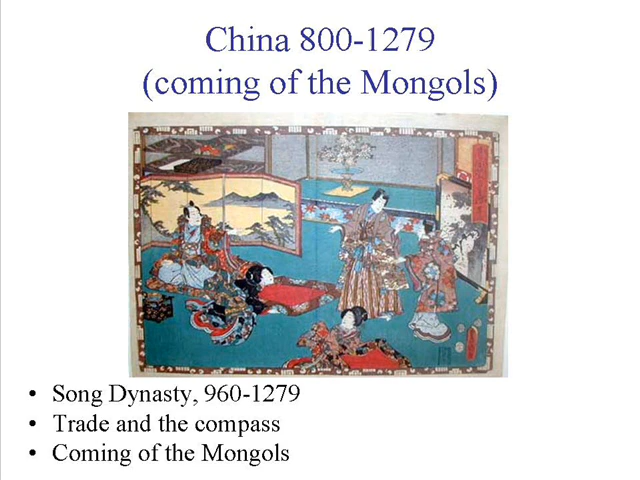 China 800-1279
(coming of the Mongols)
• Song Dynasty, 960-1279
• Trade and the compass
• Coming of the Mongols